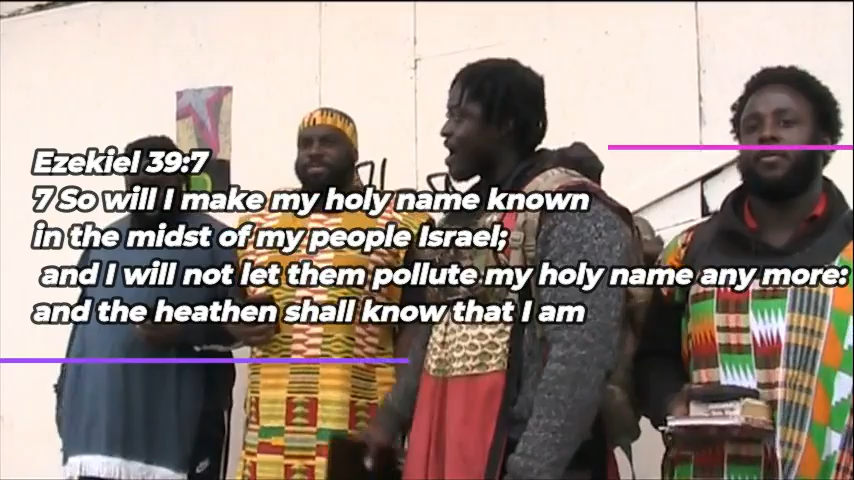 Ezekiel 39:7
7 So will I make my holy name known
in the midst of my people Israel;
and I will not let them pollute my holy name any more:
and the heathen shall know that I am